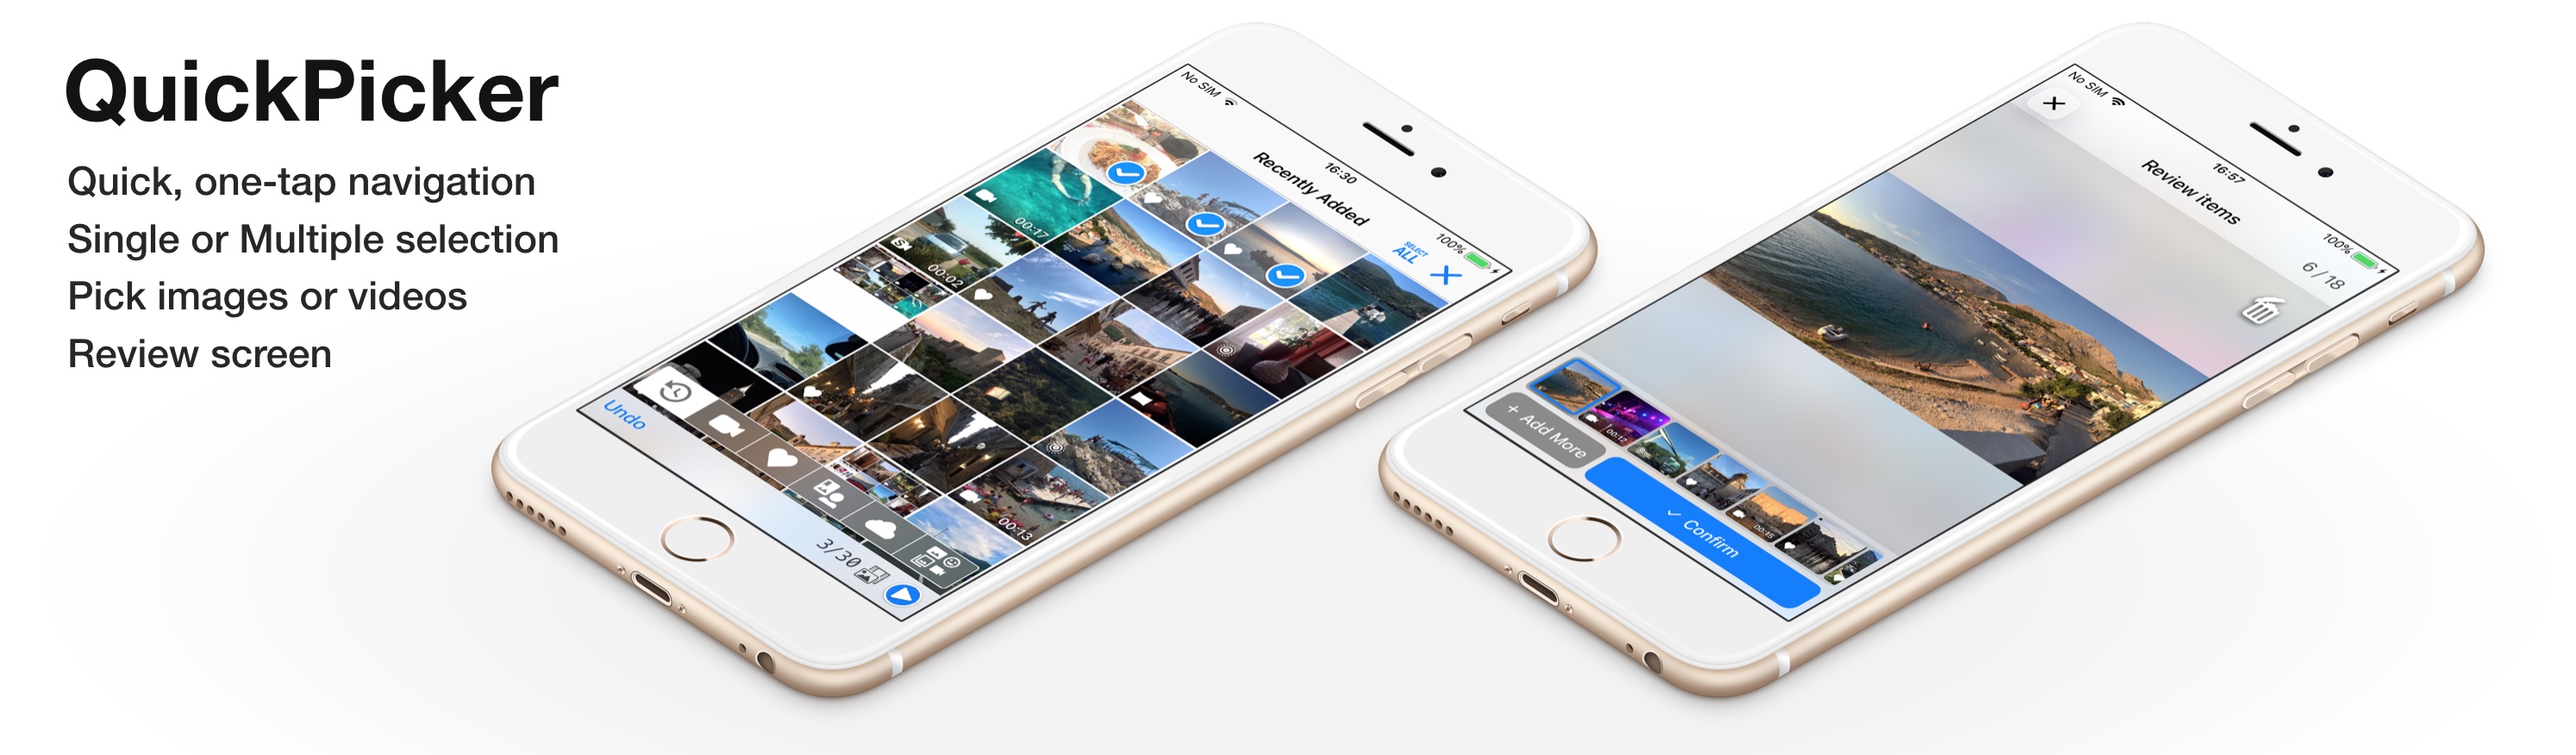 QuickPicker
Quick, one-tap navigation
Single or Multiple selection
Pick images or videos
Review screen
No SIM
16:30
100%
Recently Added
SELECT
ALL
00:17
00:02
00:13
Undo
3/30
No SIM
16:57
100%
Review items
6/18
00:12
00:15
+ Add More
Confirm